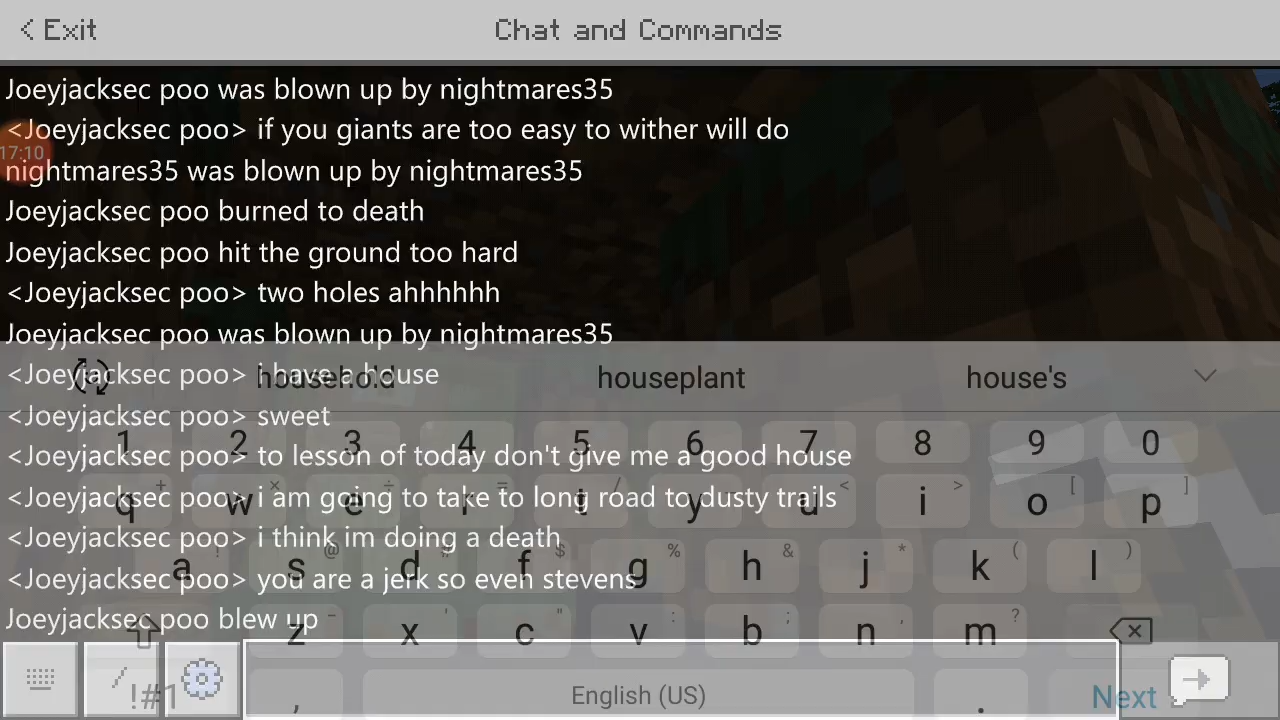 < Exit
Chat and Commands
Joeyjacksec poo was blown up by nightmares35
<Joeyjacksec poo> if you giants are too easy to wither will do
17:10
nightmares35 was blown up by nightmares35
Joeyjacksec poo burned to death
Joeyjacksec poo hit the ground too hard
<Joeyjacksec poo> two holes ahhhhhh
Joeyjacksec poo was blown up by nightmares35
<Joeyjacksec poo> i have a house
household houseplant house's
<Joeyjacksec poo> sweet
1 2 3 4 5 6 7 8 9 0
<Joeyjacksec poo> to lesson of today don't give me a good house
<Joeyjacksec poo> i am going to take to long road to dusty trails
q w e r t y u i o p
<Joeyjacksec poo> i think im doing a death
a s d f g h j k l
<Joeyjacksec poo> you are a jerk so even stevens
Joeyjacksec poo blew up
z x c v b n m
!#1 , English (US) . Next